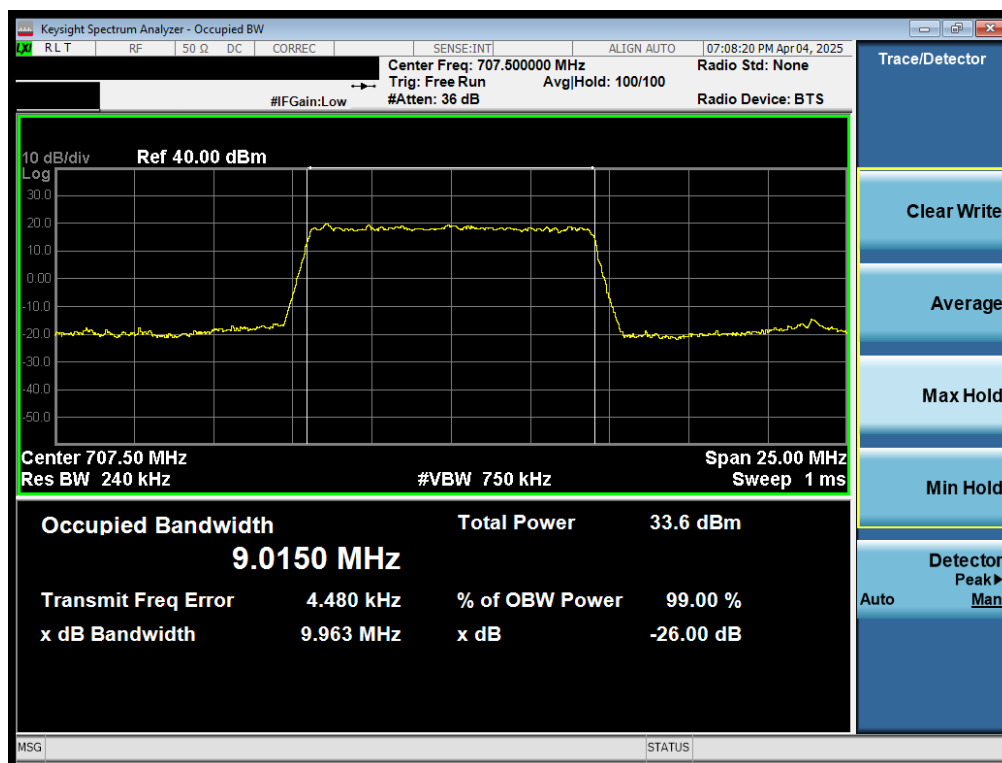 Keysight Spectrum Analyzer - Occupied BW
LXI RLT RF 50 Ω DC CORREC SENSE:INT ALIGN AUTO 07:08:20 PM Apr 04, 2025
Center Freq: 707.500000 MHz Radio Std: None
Trig: Free Run Avg|Hold: 100/100
#IFGain:Low #Atten: 36 dB Radio Device: BTS
10 dB/div Ref 40.00 dBm
Log
30.0
20.0
10.0
0.00
-10.0
-20.0
-30.0
-40.0
-50.0
Center 707.50 MHz Span 25.00 MHz
Res BW 240 kHz #VBW 750 kHz Sweep 1 ms
Occupied Bandwidth Total Power 33.6 dBm
9.0150 MHz
Transmit Freq Error 4.480 kHz % of OBW Power 99.00 %
x dB Bandwidth 9.963 MHz x dB -26.00 dB
MSG STATUS
Trace/Detector
Clear Write
Average
Max Hold
Min Hold
Detector
Peak▶
Auto Man